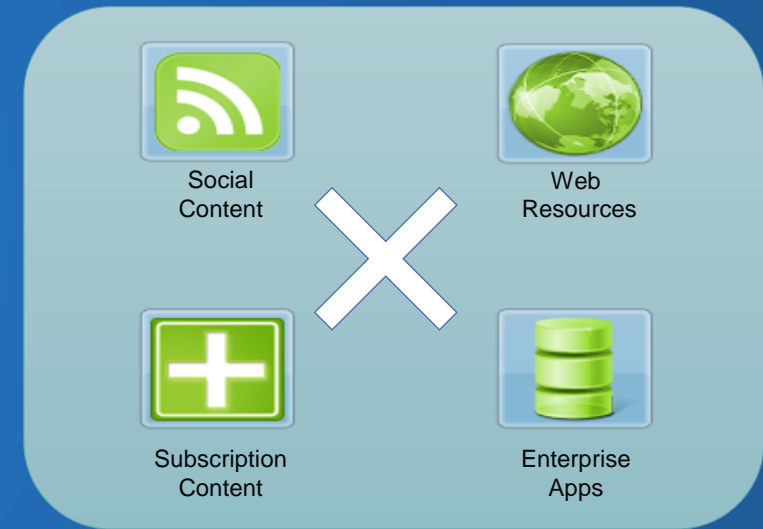 Social
Content
Web
Resources
Subscription
Content
Enterprise
Apps